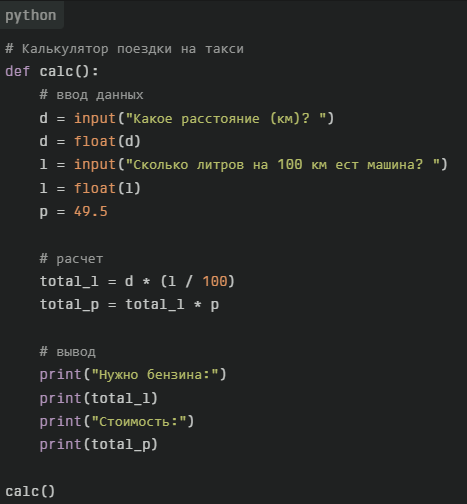 python
# Калькулятор поездки на такси
def calc():
    # ввод данных
    d = input("Какое расстояние (км)? ")
    d = float(d)
    l = input("Сколько литров на 100 км ест машина? ")
    l = float(l)
    p = 49.5

    # расчет
    total_l = d * (l / 100)
    total_p = total_l * p

    # вывод
    print("Нужно бензина:")
    print(total_l)
    print("Стоимость:")
    print(total_p)

calc()